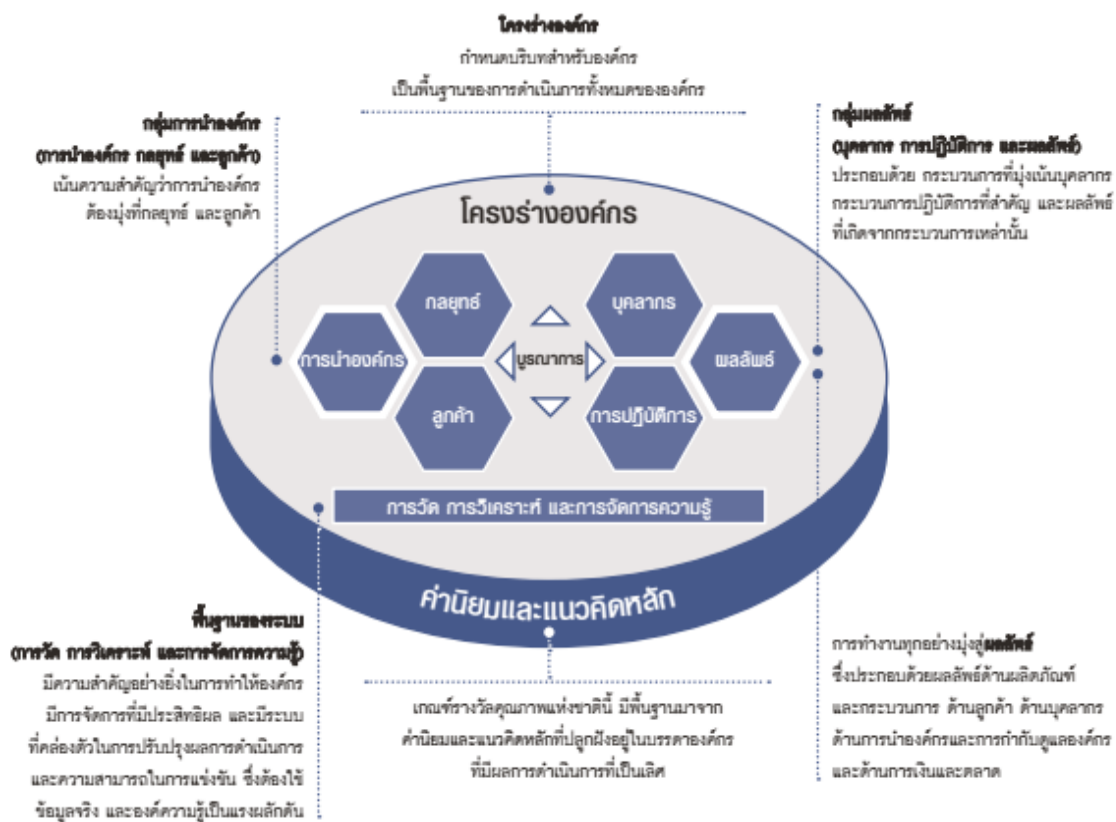 โครงร่างองค์กร
กำหนดบริบทสำหรับองค์กร
เป็นพื้นฐานของการดำเนินการทั้งหมดขององค์กร
กลุ่มการนำองค์กร
(การนำองค์กร กลยุทธ์ และลูกค้า)
เน้นความสำคัญว่าการนำองค์กร
ต้องมุ่งที่กลยุทธ์ และลูกค้า
กลุ่มผลลัพธ์
(บุคลากร การปฏิบัติการ และผลลัพธ์)
ประกอบด้วย กระบวนการที่มุ่งเน้นบุคลากร
กระบวนการปฏิบัติการที่สำคัญ และผลลัพธ์
ที่เกิดจากกระบวนการเหล่านั้น
โครงร่างองค์กร
กลยุทธ์
บุคลากร
การนำองค์กร
บูรณาการ
ผลลัพธ์
ลูกค้า
การปฏิบัติการ
การวัด การวิเคราะห์ และการจัดการความรู้
ค่านิยมและแนวคิดหลัก
พื้นฐานของระบบ
(การวัด การวิเคราะห์ และการจัดการความรู้)
มีความสำคัญอย่างยิ่งในการทำให้องค์กร
มีการจัดการที่มีประสิทธิผล และมีระบบ
ที่คล่องตัวในการปรับปรุงผลการดำเนินการ
และความสามารถในการแข่งขัน ซึ่งต้องใช้
ข้อมูลจริง และองค์ความรู้เป็นแรงผลักดัน
เกณฑ์รางวัลคุณภาพแห่งชาตินี้ มีพื้นฐานมาจาก
ค่านิยมและแนวคิดหลักที่ปลูกฝังอยู่ในบรรดาองค์กร
ที่มีผลการดำเนินการที่เป็นเลิศ
การทำงานทุกอย่างมุ่งสู่ผลลัพธ์
ซึ่งประกอบด้วยผลลัพธ์ด้านผลิตภัณฑ์
และกระบวนการ ด้านลูกค้า ด้านบุคลากร
ด้านการนำองค์กรและการกำกับดูแลองค์กร
และด้านการเงินและตลาด